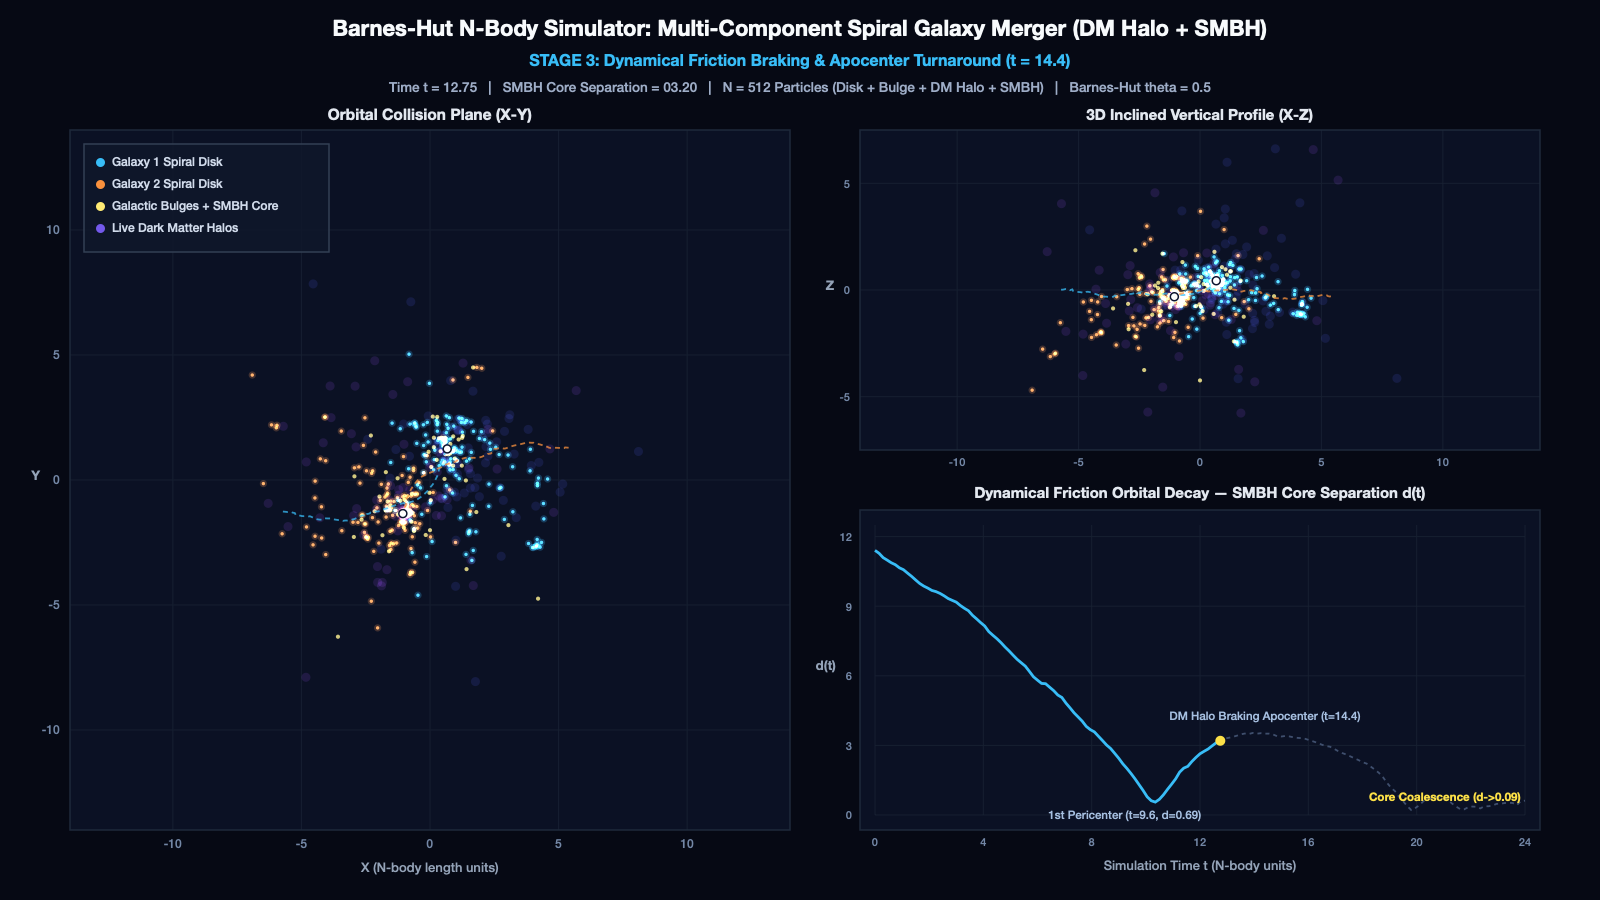 Barnes-Hut N-Body Simulator: Multi-Component Spiral Galaxy Merger (DM Halo + SMBH)
STAGE 3: Dynamical Friction Braking & Apocenter Turnaround (t = 14.4)
Time t = 12.75 | SMBH Core Separation = 03.20 | N = 512 Particles (Disk + Bulge + DM Halo + SMBH) | Barnes-Hut theta = 0.5
Orbital Collision Plane (X-Y)
Galaxy 1 Spiral Disk
Galaxy 2 Spiral Disk
Galactic Bulges + SMBH Core
Live Dark Matter Halos
10
5
Y
0
-5
-10
-10 -5 0 5 10
X (N-body length units)
3D Inclined Vertical Profile (X-Z)
5
Z
0
-5
-10 -5 0 5 10
Dynamical Friction Orbital Decay — SMBH Core Separation d(t)
12
9
d(t)
6
DM Halo Braking Apocenter (t=14.4)
3
Core Coalescence (d->0.09)
0
1st Pericenter (t=9.6, d=0.69)
0 4 8 12 16 20 24
Simulation Time t (N-body units)